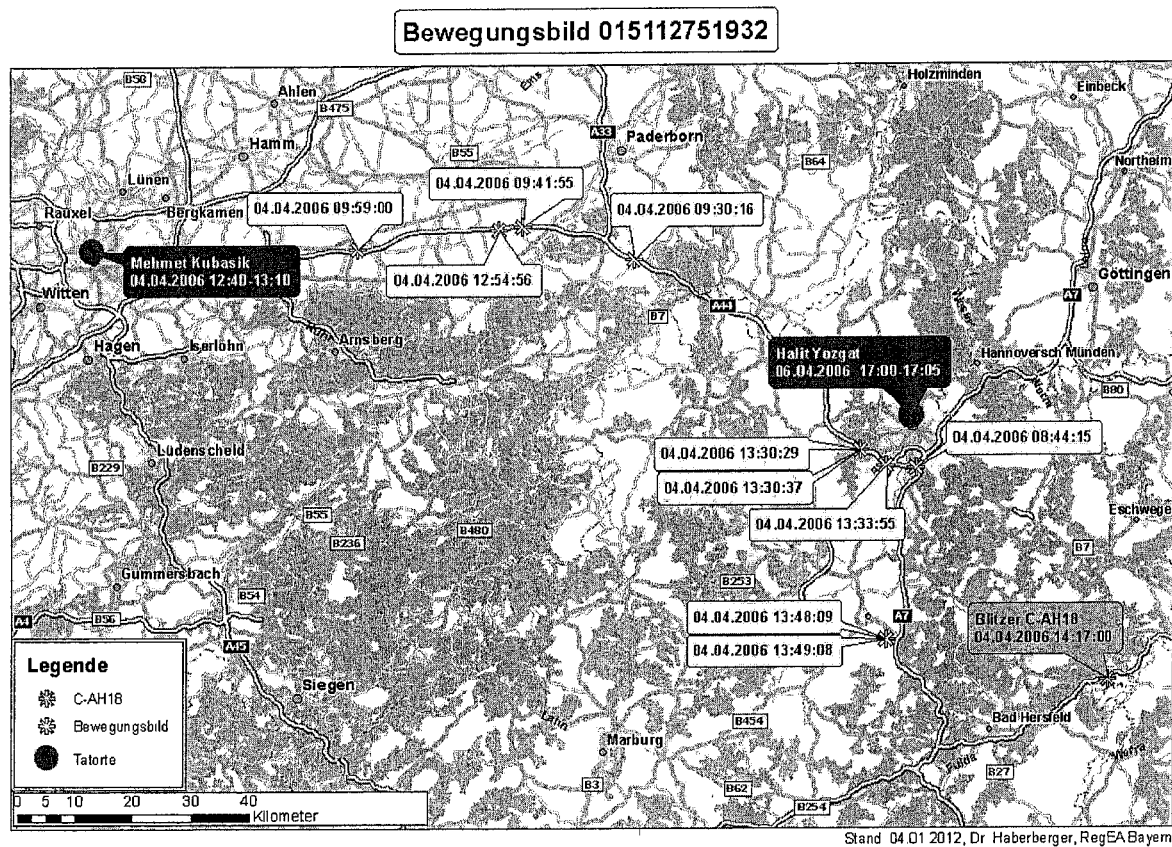 Bewegungsbild 015112751932
B58
Ahlen
B475
Ems
Holzminden
Einbeck
Hamm
B55
A33
Paderborn
B64
Northeim
Lünen
04.04.2006 09:41:55
Rauxel
Bergkamen
04.04.2006 09:59:00
04.04.2006 09:30:16
Mehmet Kubasik
04.04.2006 12:40-13:10
04.04.2006 12:54:56
Göttingen
Witten
A44
A7
B7
Hagen
Iserlohn
Ruhr
Arnsberg
Halit Yozgat
06.04.2006 17:00-17:05
Hannoversch Münden
B80
Werra
04.04.2006 08:44:15
Lüdenscheid
B229
04.04.2006 13:30:29
04.04.2006 13:30:37
04.04.2006 13:33:55
Eschwege
B55
B236
B480
B7
Gummersbach
B54
B253
A4
B56
04.04.2006 13:48:09
04.04.2006 13:49:08
A7
Blitzer C-AH18
04.04.2006 14:17:00
A45
Legende
C-AH18
Bewegungsbild
Tatorte
Siegen
Lahn
B454
Bad Hersfeld
Marburg
Fulda
Werra
B3
B62
B27
B254
0 5 10 20 30 40
Kilometer
Stand 04.01.2012, Dr Haberberger, RegEA Bayern